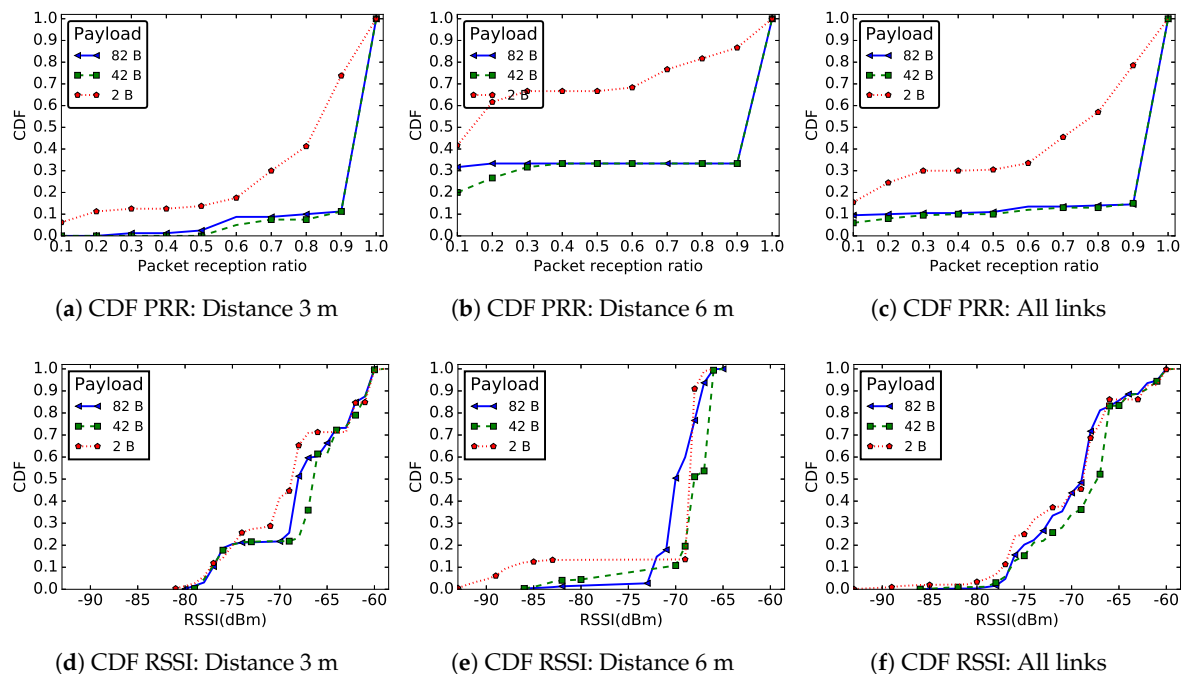 Payload
82 B
42 B
2 B
CDF
1.0
0.9
0.8
0.7
0.6
0.5
0.4
0.3
0.2
0.1
0.0
0.1 0.2 0.3 0.4 0.5 0.6 0.7 0.8 0.9 1.0
Packet reception ratio
(a) CDF PRR: Distance 3 m
Payload
82 B
42 B
2 B
CDF
1.0
0.9
0.8
0.7
0.6
0.5
0.4
0.3
0.2
0.1
0.0
0.1 0.2 0.3 0.4 0.5 0.6 0.7 0.8 0.9 1.0
Packet reception ratio
(b) CDF PRR: Distance 6 m
Payload
82 B
42 B
2 B
CDF
1.0
0.9
0.8
0.7
0.6
0.5
0.4
0.3
0.2
0.1
0.0
0.1 0.2 0.3 0.4 0.5 0.6 0.7 0.8 0.9 1.0
Packet reception ratio
(c) CDF PRR: All links
Payload
82 B
42 B
2 B
CDF
1.0
0.9
0.8
0.7
0.6
0.5
0.4
0.3
0.2
0.1
0.0
-90 -85 -80 -75 -70 -65 -60
RSSI(dBm)
(d) CDF RSSI: Distance 3 m
Payload
82 B
42 B
2 B
CDF
1.0
0.9
0.8
0.7
0.6
0.5
0.4
0.3
0.2
0.1
0.0
-90 -85 -80 -75 -70 -65 -60
RSSI(dBm)
(e) CDF RSSI: Distance 6 m
Payload
82 B
42 B
2 B
CDF
1.0
0.9
0.8
0.7
0.6
0.5
0.4
0.3
0.2
0.1
0.0
-90 -85 -80 -75 -70 -65 -60
RSSI(dBm)
(f) CDF RSSI: All links